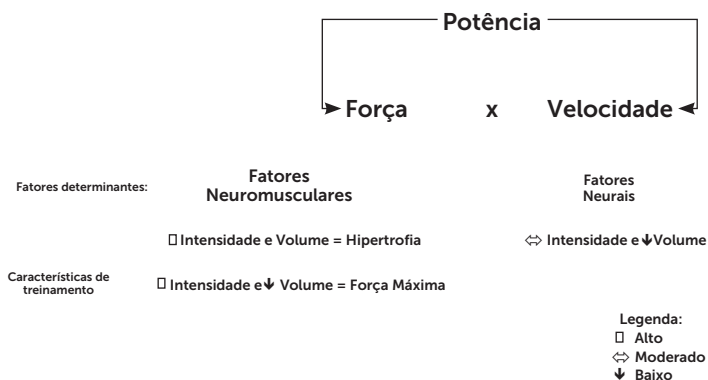 Potência
Força x Velocidade
Fatores determinantes:
Fatores
Neuromusculares
Fatores
Neurais
▯ Intensidade e Volume = Hipertrofia
⬄ Intensidade e 🡻 Volume
Características de
treinamento
▯ Intensidade e 🡻 Volume = Força Máxima
Legenda:
▯ Alto
⬄ Moderado
🡻 Baixo